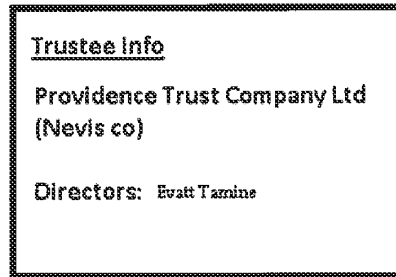 Trustee Info
Providence Trust Company Ltd
(Nevis co)
Directors: Evatt Tamine